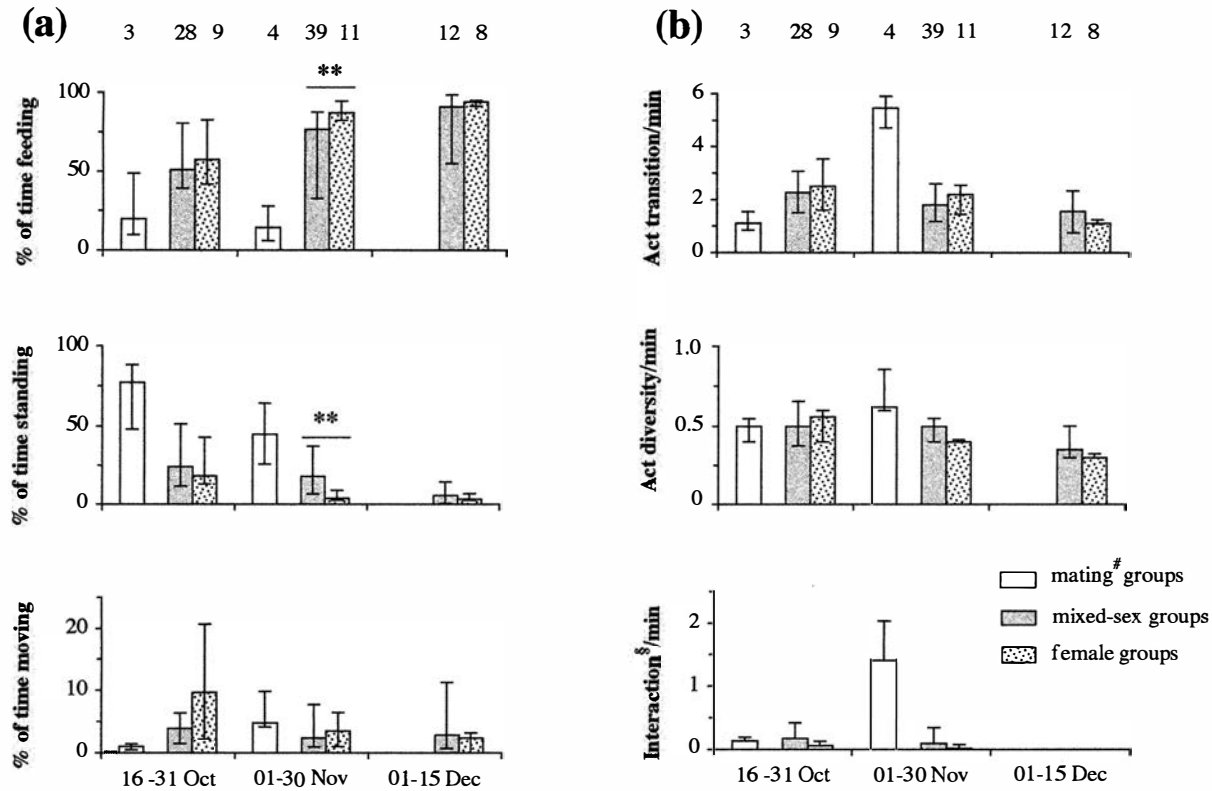 (a)
3 28 9 4 39 11 12 8
% of time feeding
100
50
0
**
% of time standing
100
50
0
**
% of time moving
20
10
0
16 -31 Oct 01-30 Nov 01-15 Dec
(b)
3 28 9 4 39 11 12 8
Act transition/min
6
4
2
0
Act diversity/min
1.0
0.5
0
Interaction§/min
2
1
0
mating# groups
mixed-sex groups
female groups
16-31 Oct 01-30 Nov 01-15 Dec